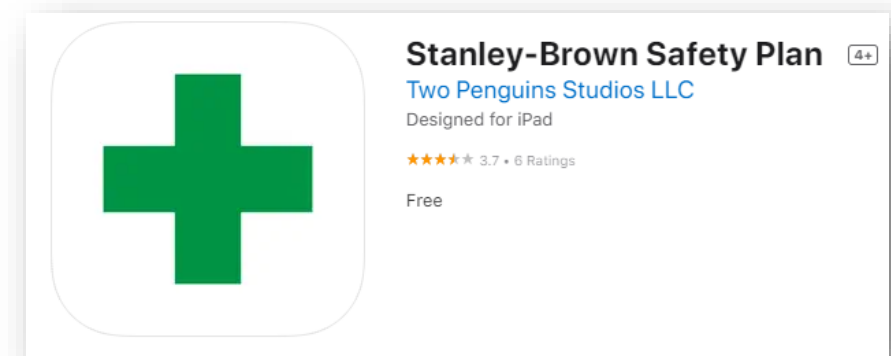 Stanley-Brown Safety Plan 4+
Two Penguins Studios LLC
Designed for iPad
3.7 • 6 Ratings
Free